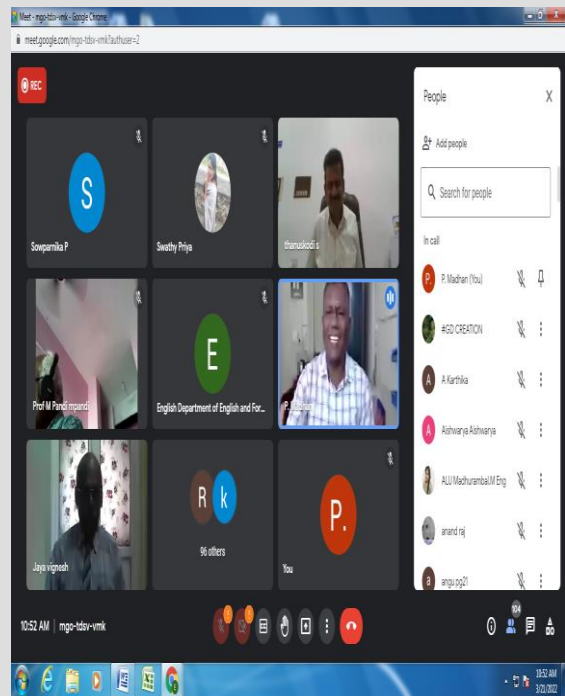 Meet - mgo-tdsv-vmk - Google Chrome
meet.google.com/mgo-tdsv-vmk?authuser=2
REC
S
Sowparnika P
Swathy Priya
thanuskodi s
Prof-M Pandi mpandi
E
English Department of English and For...
P. Madhan
Jaya vignesh
R k
96 others
P.
You
People
Add people
Search for people
In call
P. P. Madhan (You)
#GD CREATION
A A Karthika
A Aishwarya Aishwarya
ALU Madhurambal.M Eng
anand raj
a angu.pg21
10:52 AM | mgo-tdsv-vmk
104
10:52 AM
3/21/2022